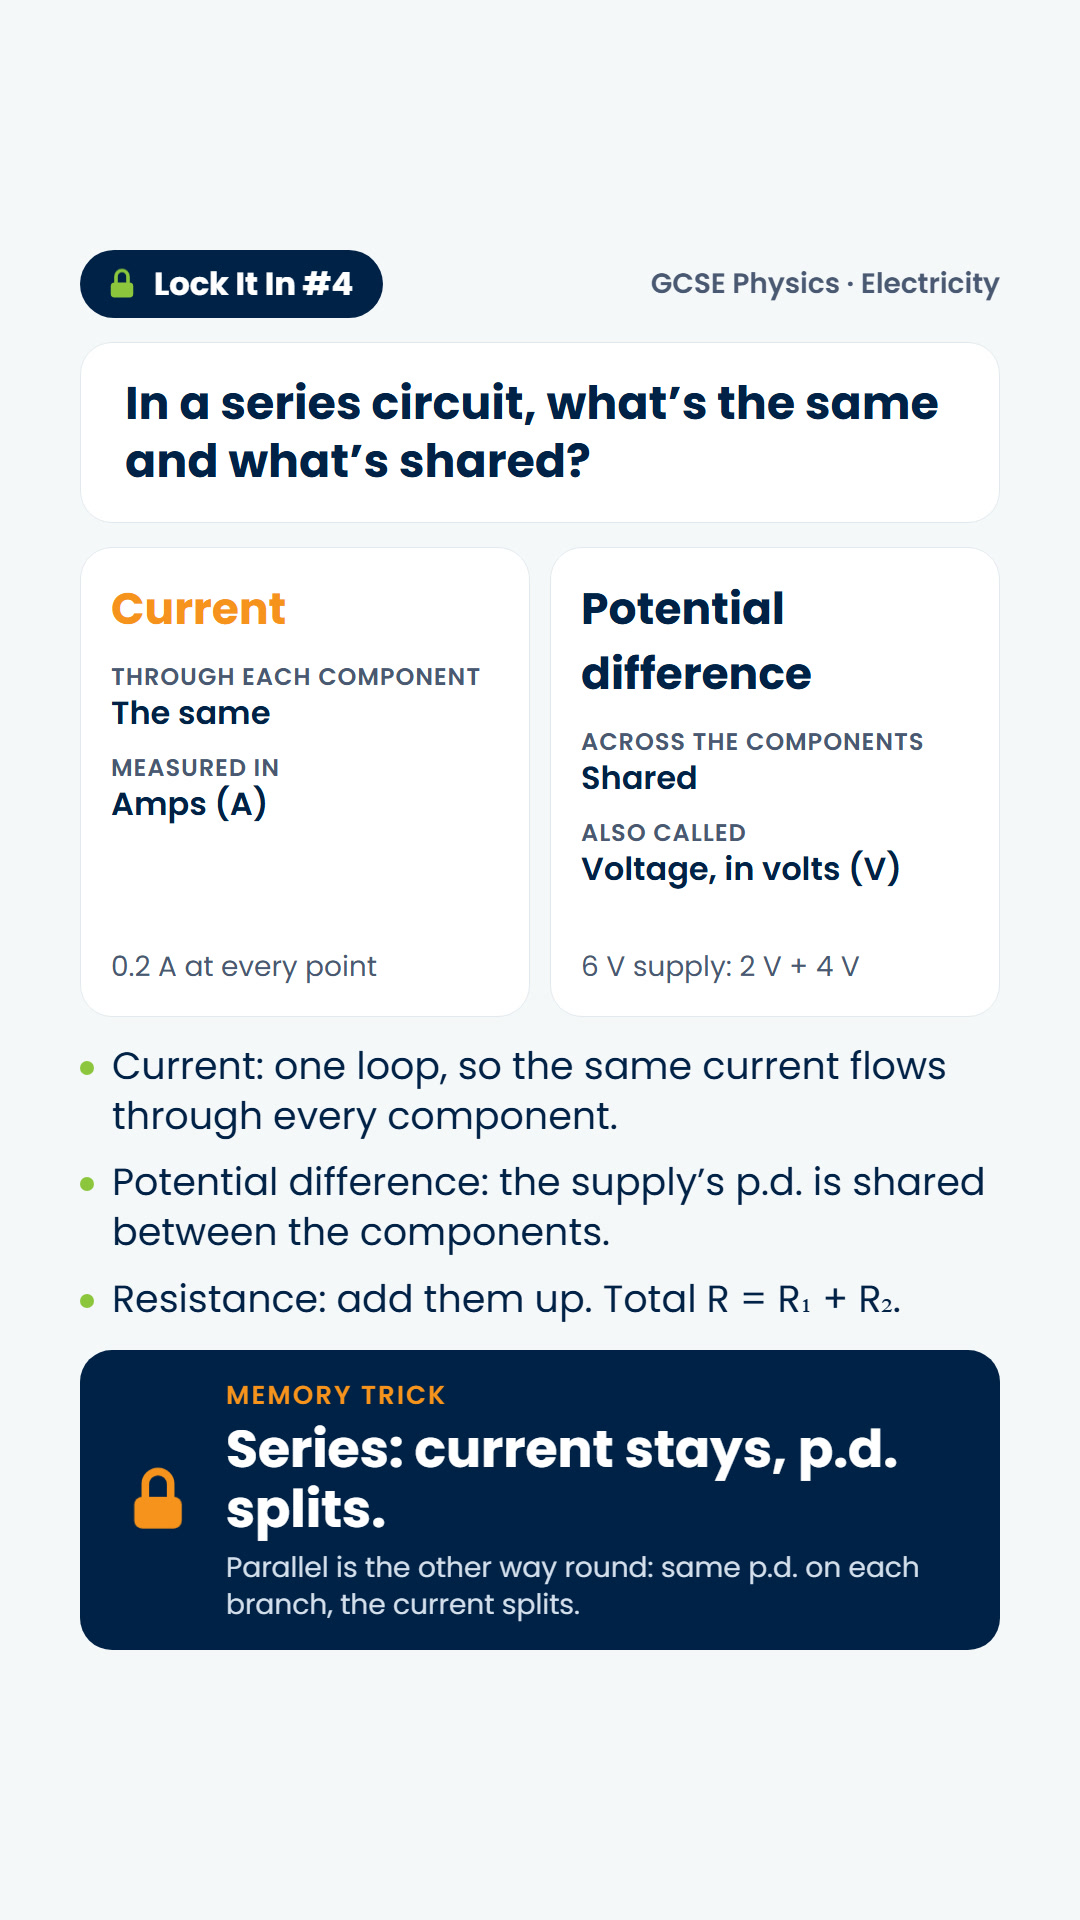 Lock It In #4
GCSE Physics · Electricity
In a series circuit, what’s the same
and what’s shared?
Current
THROUGH EACH COMPONENT
The same
MEASURED IN
Amps (A)
0.2 A at every point
Potential
difference
ACROSS THE COMPONENTS
Shared
ALSO CALLED
Voltage, in volts (V)
6 V supply: 2 V + 4 V
Current: one loop, so the same current flows
through every component.
Potential difference: the supply’s p.d. is shared
between the components.
Resistance: add them up. Total R = R₁ + R₂.
MEMORY TRICK
Series: current stays, p.d.
splits.
Parallel is the other way round: same p.d. on each
branch, the current splits.